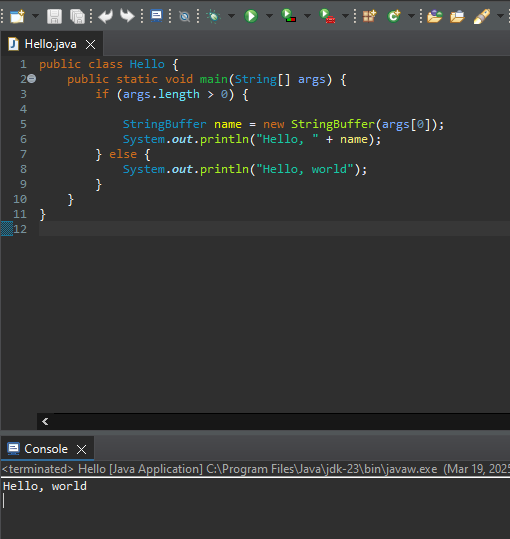 Hello.java
1 public class Hello {
2 public static void main(String[] args) {
3 if (args.length > 0) {
4
5 StringBuffer name = new StringBuffer(args[0]);
6 System.out.println("Hello, " + name);
7 } else {
8 System.out.println("Hello, world");
9 }
10 }
11 }
12
Console
<terminated> Hello [Java Application] C:\Program Files\Java\jdk-23\bin\javaw.exe (Mar 19, 2025
Hello, world